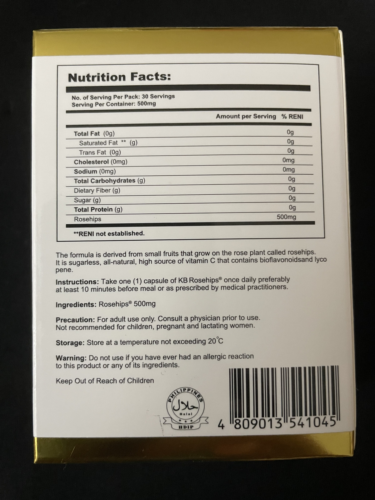 Nutrition Facts:
No. of Serving Per Pack: 30 Servings
Serving Per Container: 500mg
Amount per Serving % RENI
Total Fat (0g) 0g
Saturated Fat ** (g) 0g
Trans Fat (0g) 0g
Cholesterol (0mg) 0mg
Sodium (0mg) 0mg
Total Carbohydrates (g) 0g
Dietary Fiber (g) 0g
Sugar (g) 0g
Total Protein (g) 0g
Rosehips 500mg
**RENI not established.
The formula is derived from small fruits that grow on the rose plant called rosehips.
It is sugarless, all-natural, high source of vitamin C that contains bioflavonoidsand lyco
pene.
Instructions: Take one (1) capsule of KB Rosehips® once daily preferably
at least 10 minutes before meal or as prescribed by medical practitioners.
Ingredients: Rosehips® 500mg
Precaution: For adult use only. Consult a physician prior to use.
Not recommended for children, pregnant and lactating women.
Storage: Store at a temperature not exceeding 20°C
Warning: Do not use if you have ever had an allergic reaction
to this product or any of its ingredients.
Keep Out of Reach of Children
PHILIPPINES
حلال
Halal
HDIP
4 809013 541045